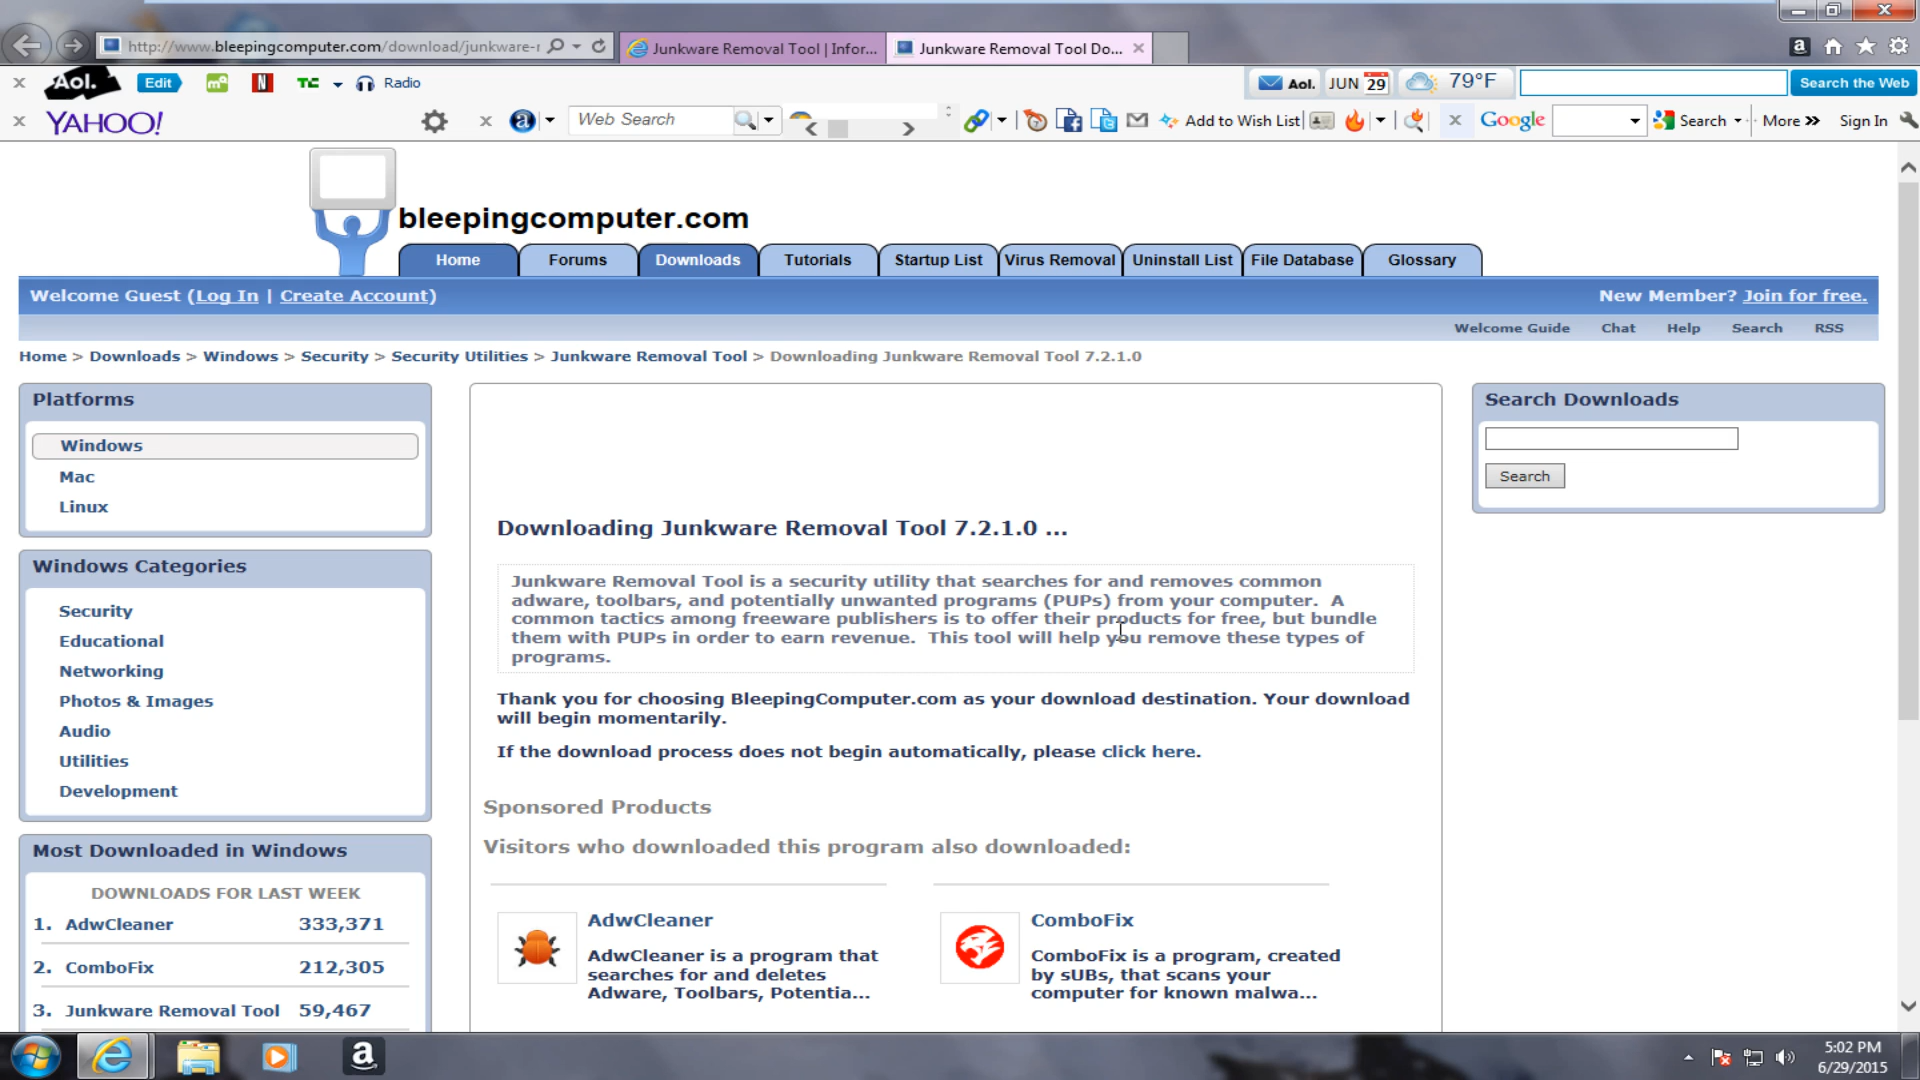 http://www.bleepingcomputer.com/download/junkware-r
Junkware Removal Tool | Infor...
Junkware Removal Tool Do...
a
Aol.
Edit
N
TC
Radio
Aol.
JUN 29
79°F
Search the Web
YAHOO!
a
Web Search
Add to Wish List
Google
Search
More »
Sign In
bleepingcomputer.com
Home
Forums
Downloads
Tutorials
Startup List
Virus Removal
Uninstall List
File Database
Glossary
Welcome Guest (Log In | Create Account)
New Member? Join for free.
Welcome Guide
Chat
Help
Search
RSS
Home > Downloads > Windows > Security > Security Utilities > Junkware Removal Tool > Downloading Junkware Removal Tool 7.2.1.0
Platforms
Windows
Mac
Linux
Windows Categories
Security
Educational
Networking
Photos & Images
Audio
Utilities
Development
Most Downloaded in Windows
DOWNLOADS FOR LAST WEEK
1. AdwCleaner 333,371
2. ComboFix 212,305
3. Junkware Removal Tool 59,467
Downloading Junkware Removal Tool 7.2.1.0 ...
Junkware Removal Tool is a security utility that searches for and removes common
adware, toolbars, and potentially unwanted programs (PUPs) from your computer. A
common tactics among freeware publishers is to offer their products for free, but bundle
them with PUPs in order to earn revenue. This tool will help you remove these types of
programs.
Thank you for choosing BleepingComputer.com as your download destination. Your download
will begin momentarily.
If the download process does not begin automatically, please click here.
Sponsored Products
Visitors who downloaded this program also downloaded:
AdwCleaner
AdwCleaner is a program that
searches for and deletes
Adware, Toolbars, Potentia...
ComboFix
ComboFix is a program, created
by sUBs, that scans your
computer for known malwa...
Search Downloads
Search
a
5:02 PM
6/29/2015